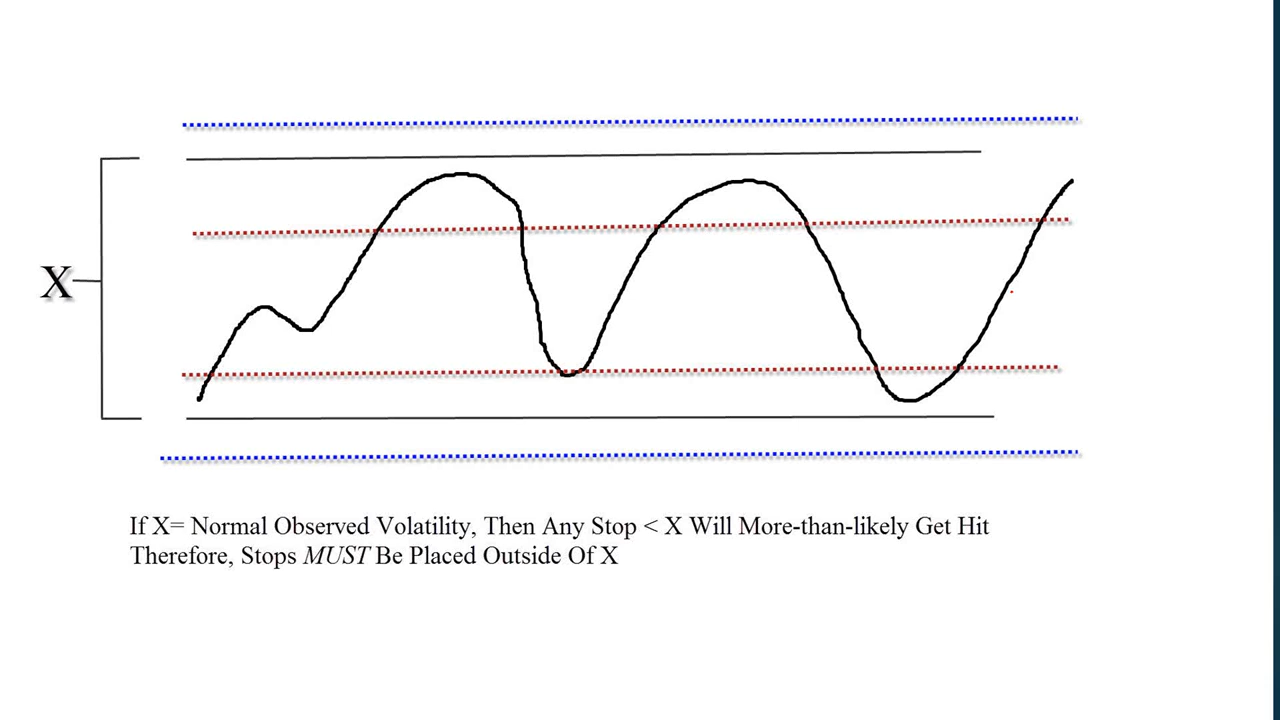 X
If X= Normal Observed Volatility, Then Any Stop < X Will More-than-likely Get Hit
Therefore, Stops MUST Be Placed Outside Of X